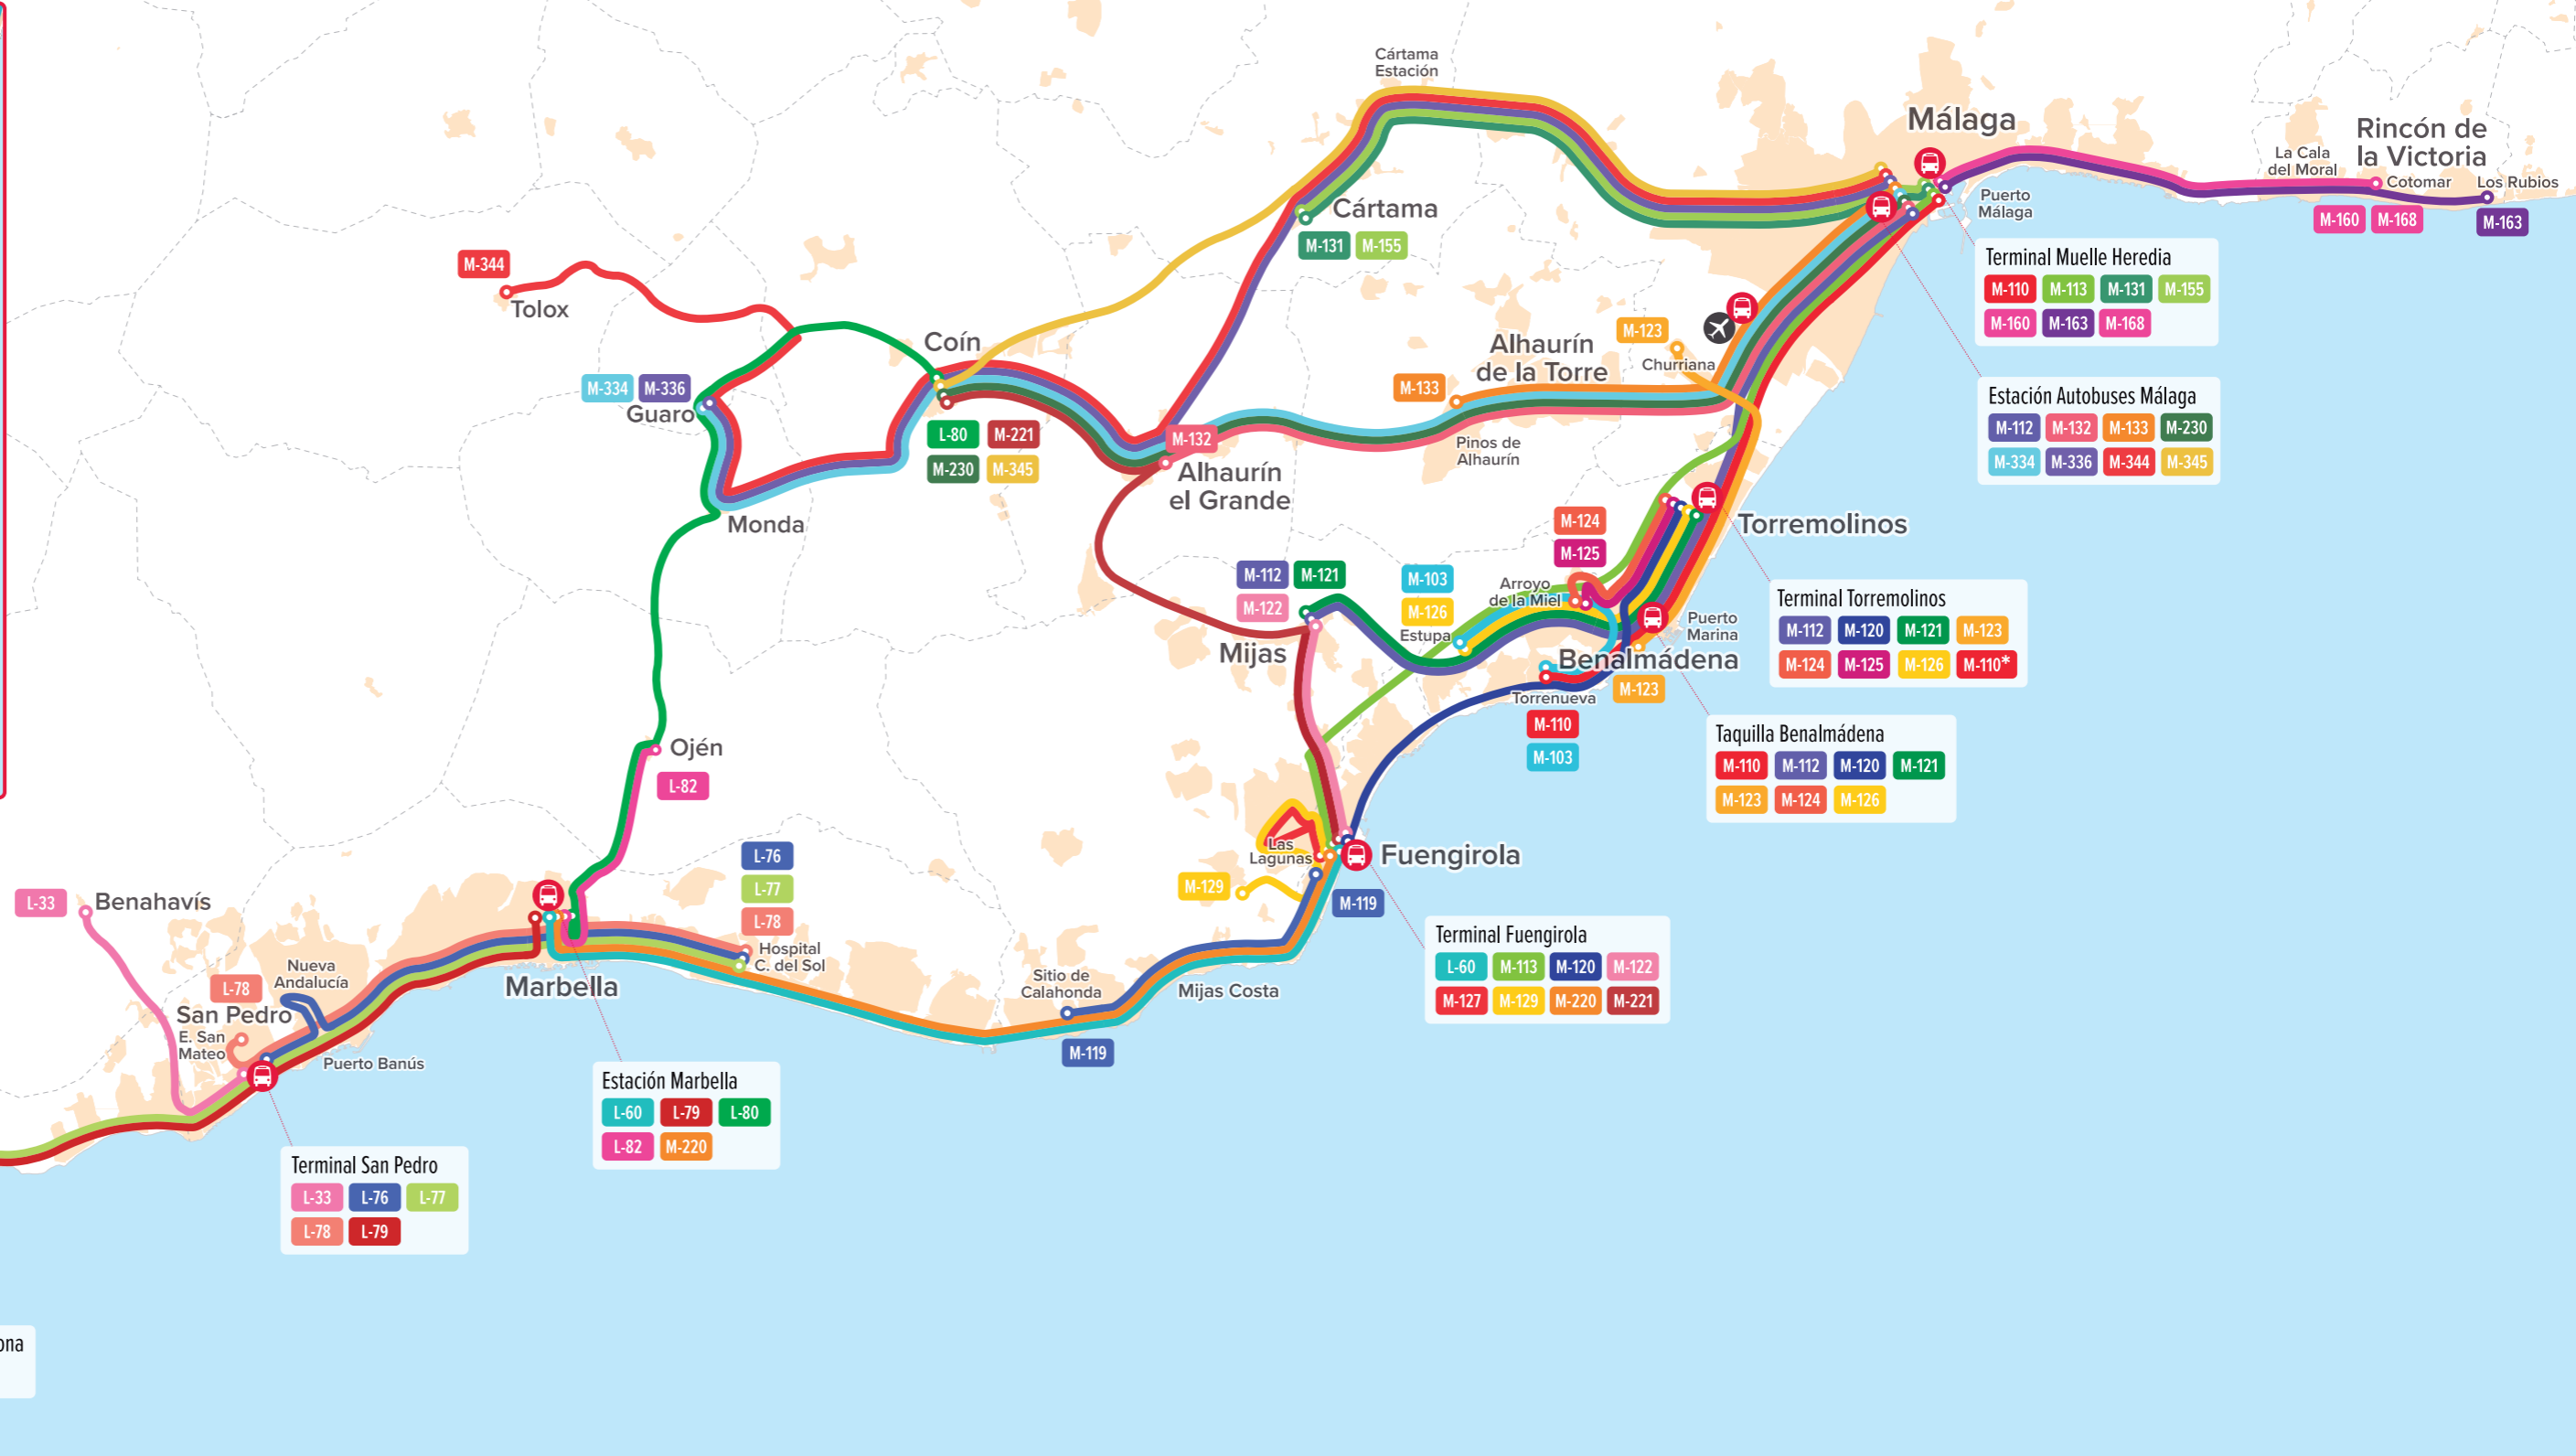 Cártama
Estación
Málaga
Rincón de
la Victoria
La Cala
del Moral
Cotomar
Los Rubios
Puerto
Málaga
M-160 M-168
M-163
Cártama
M-131 M-155
Terminal Muelle Heredia
M-110 M-113 M-131 M-155
M-160 M-163 M-168
M-344
Tolox
Coín
M-123
Churriana
Alhaurín
de la Torre
M-133
Pinos de
Alhaurín
M-334 M-336
Guaro
Estación Autobuses Málaga
M-112 M-132 M-133 M-230
M-334 M-336 M-344 M-345
L-80 M-221
M-230 M-345
M-132
Alhaurín
el Grande
Monda
Torremolinos
M-124
M-125
M-112 M-121
M-122
M-103
M-126
Estupa
Arroyo
de la Miel
Mijas
Puerto
Marina
Benalmádena
M-123
Torrenueva
M-110
M-103
Terminal Torremolinos
M-112 M-120 M-121 M-123
M-124 M-125 M-126 M-110*
Taquilla Benalmádena
M-110 M-112 M-120 M-121
M-123 M-124 M-126
Ojén
L-82
L-76
L-77
L-78
Hospital
C. del Sol
Las
Lagunas
Fuengirola
M-129
M-119
Terminal Fuengirola
L-60 M-113 M-120 M-122
M-127 M-129 M-220 M-221
L-33
Benahavís
Nueva
Andalucía
L-78
San Pedro
E. San
Mateo
Puerto Banús
Marbella
Sitio de
Calahonda
Mijas Costa
M-119
Estación Marbella
L-60 L-79 L-80
L-82 M-220
Terminal San Pedro
L-33 L-76 L-77
L-78 L-79
ona